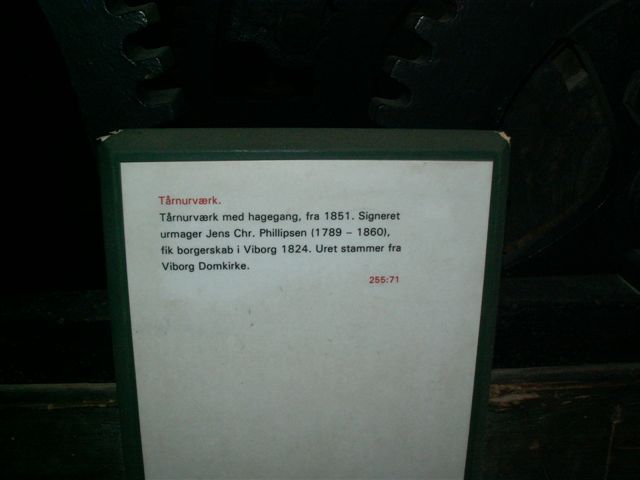 Tårnurværk.
Tårnurværk med hagegang, fra 1851. Signeret
urmager Jens Chr. Phillipsen (1789 – 1860),
fik borgerskab i Viborg 1824. Uret stammer fra
Viborg Domkirke.
255:71